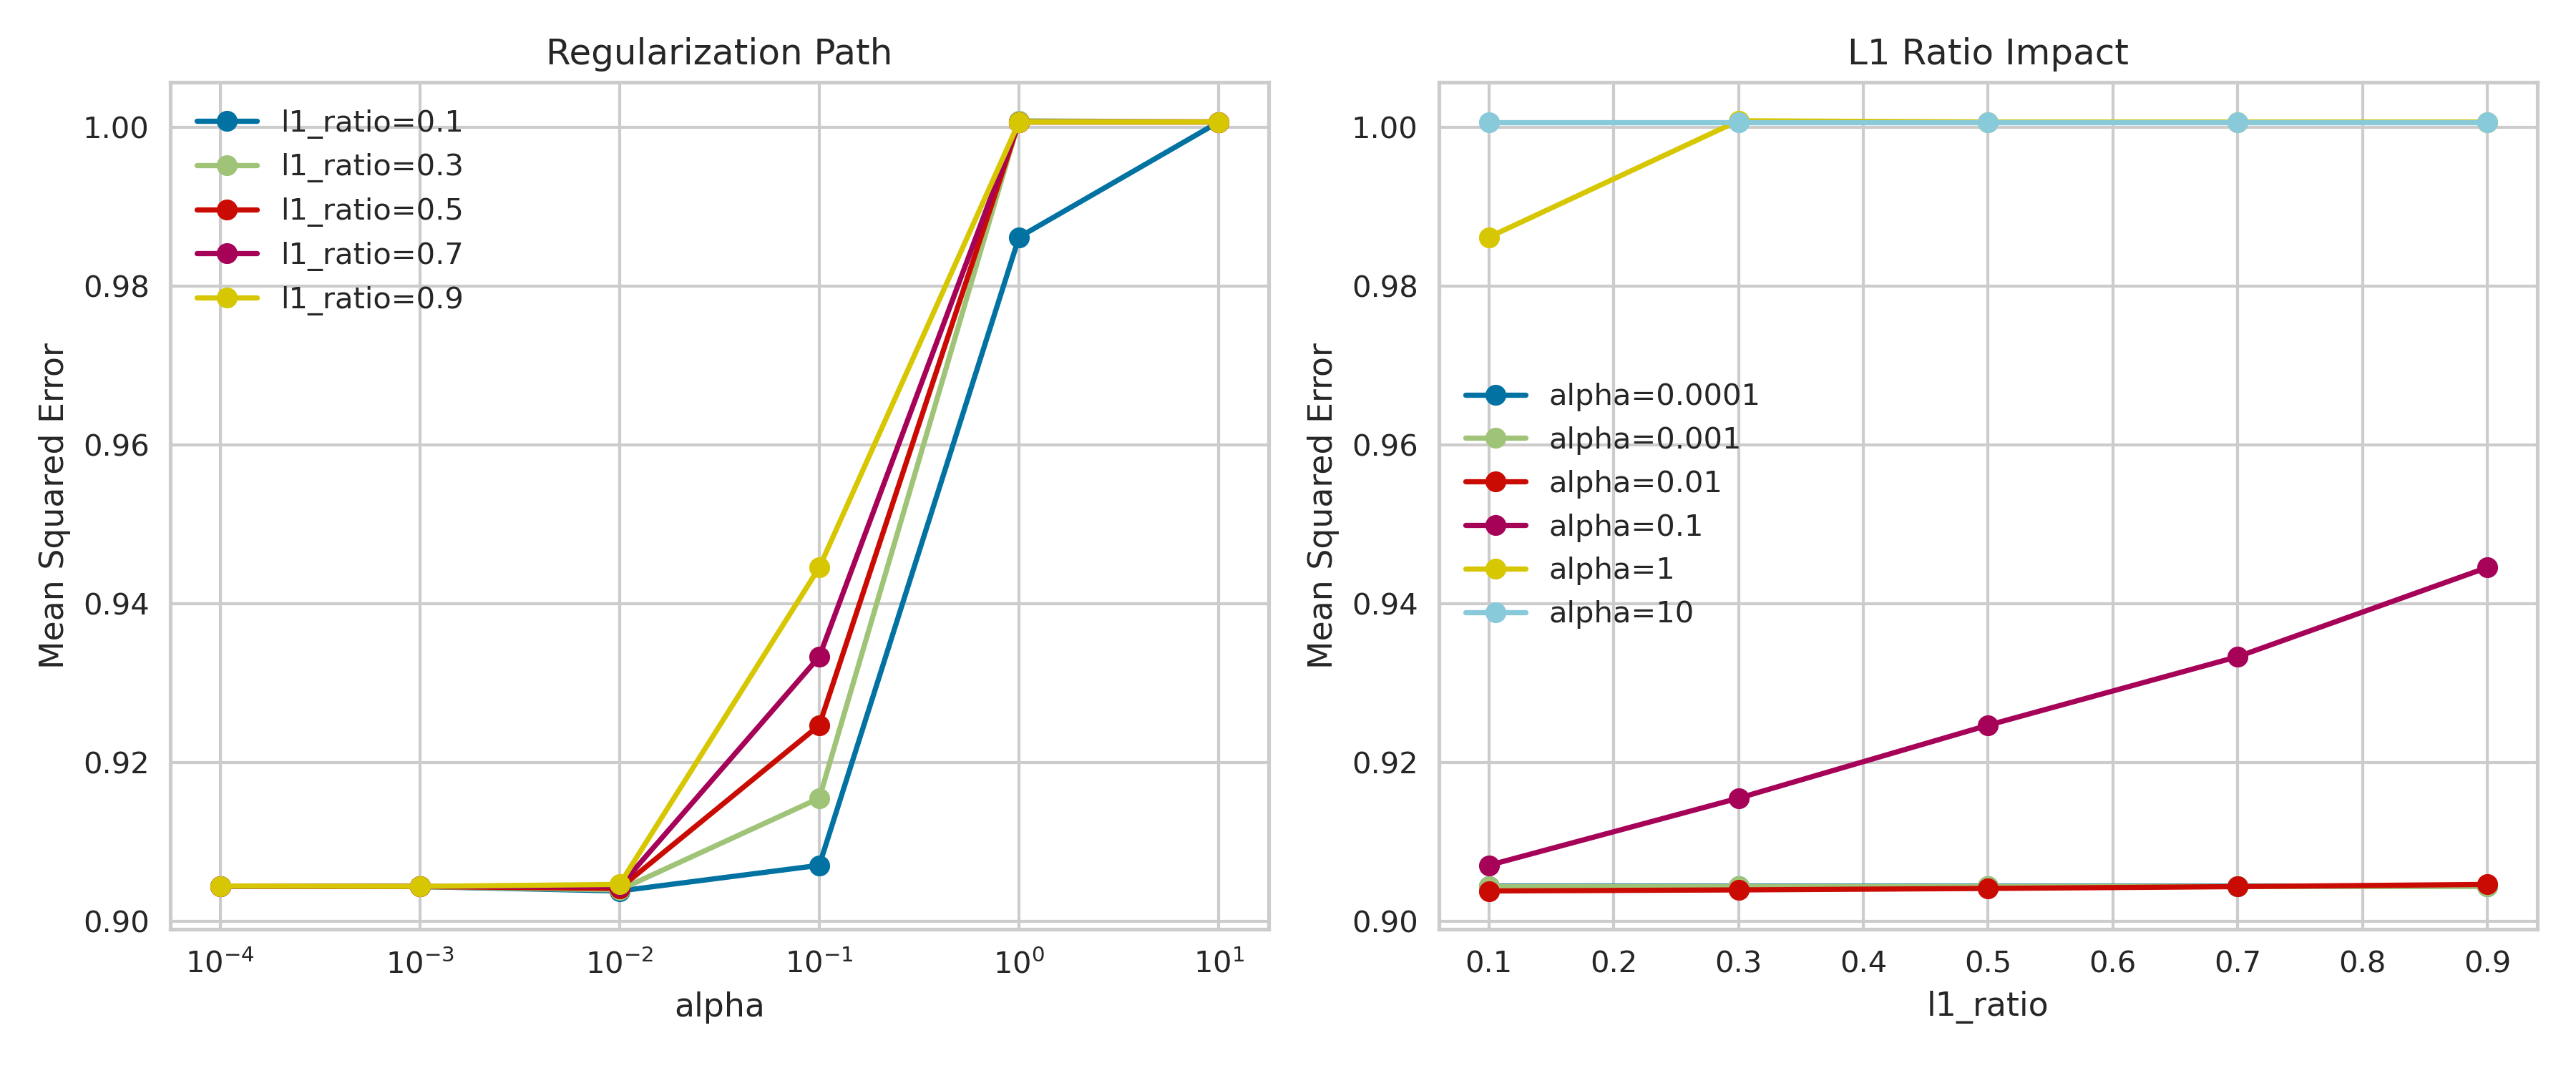 Regularization Path
l1_ratio=0.1
l1_ratio=0.3
l1_ratio=0.5
l1_ratio=0.7
l1_ratio=0.9
Mean Squared Error
1.00
0.98
0.96
0.94
0.92
0.90
10⁻⁴ 10⁻³ 10⁻² 10⁻¹ 10⁰ 10¹
alpha
L1 Ratio Impact
alpha=0.0001
alpha=0.001
alpha=0.01
alpha=0.1
alpha=1
alpha=10
Mean Squared Error
1.00
0.98
0.96
0.94
0.92
0.90
0.1 0.2 0.3 0.4 0.5 0.6 0.7 0.8 0.9
l1_ratio